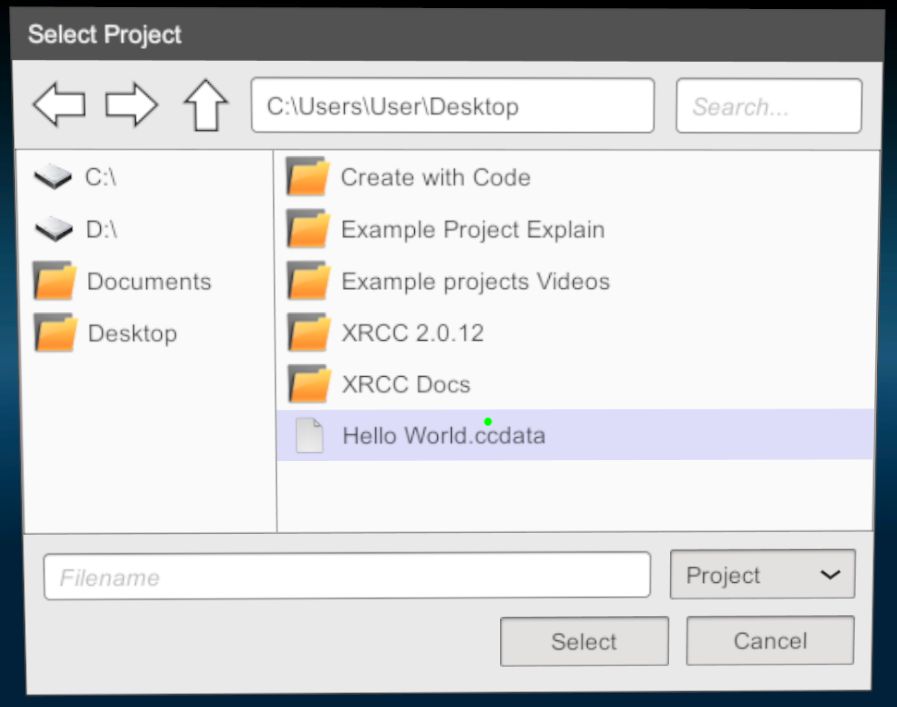 Select Project
C:\Users\User\Desktop
Search...
C:\
D:\
Documents
Desktop
Create with Code
Example Project Explain
Example projects Videos
XRCC 2.0.12
XRCC Docs
Hello World.ccdata
Filename
Project
Select
Cancel